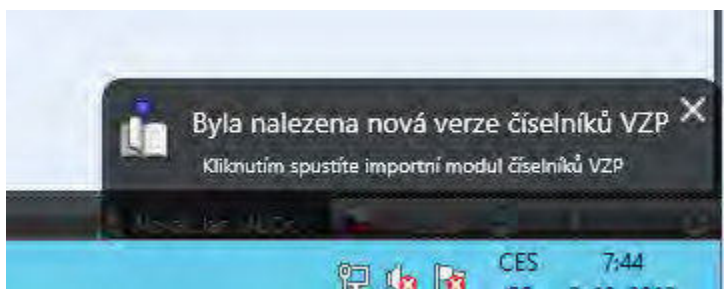 Byla nalezena nová verze číselníků VZP
Kliknutím spustíte importní modul číselníků VZP
CES
7:44